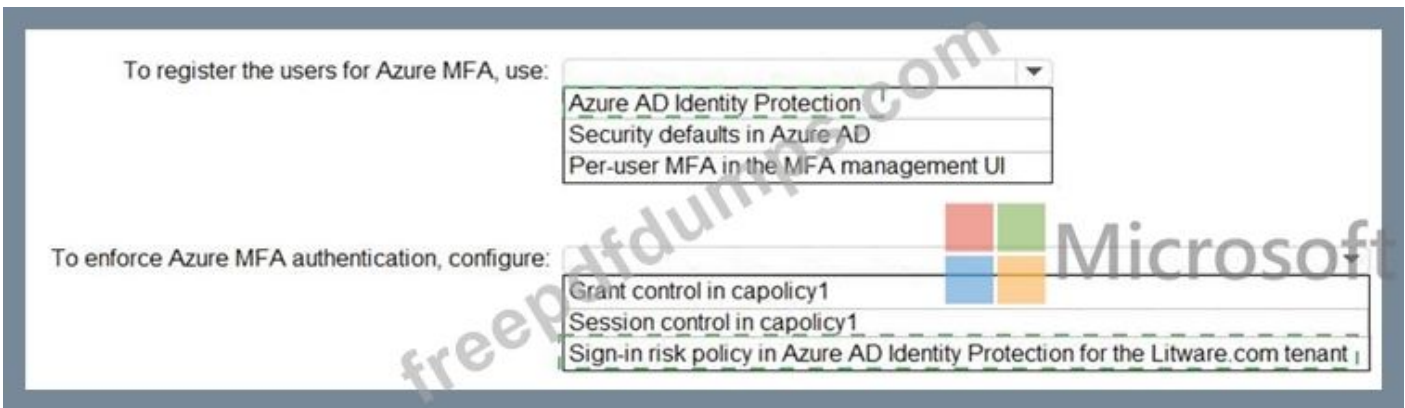 To register the users for Azure MFA, use:
Azure AD Identity Protection
Security defaults in Azure AD
Per-user MFA in the MFA management UI
To enforce Azure MFA authentication, configure:
Grant control in capolicy1
Session control in capolicy1
Sign-in risk policy in Azure AD Identity Protection for the Litware.com tenant
Microsoft
freepdfdumps.com